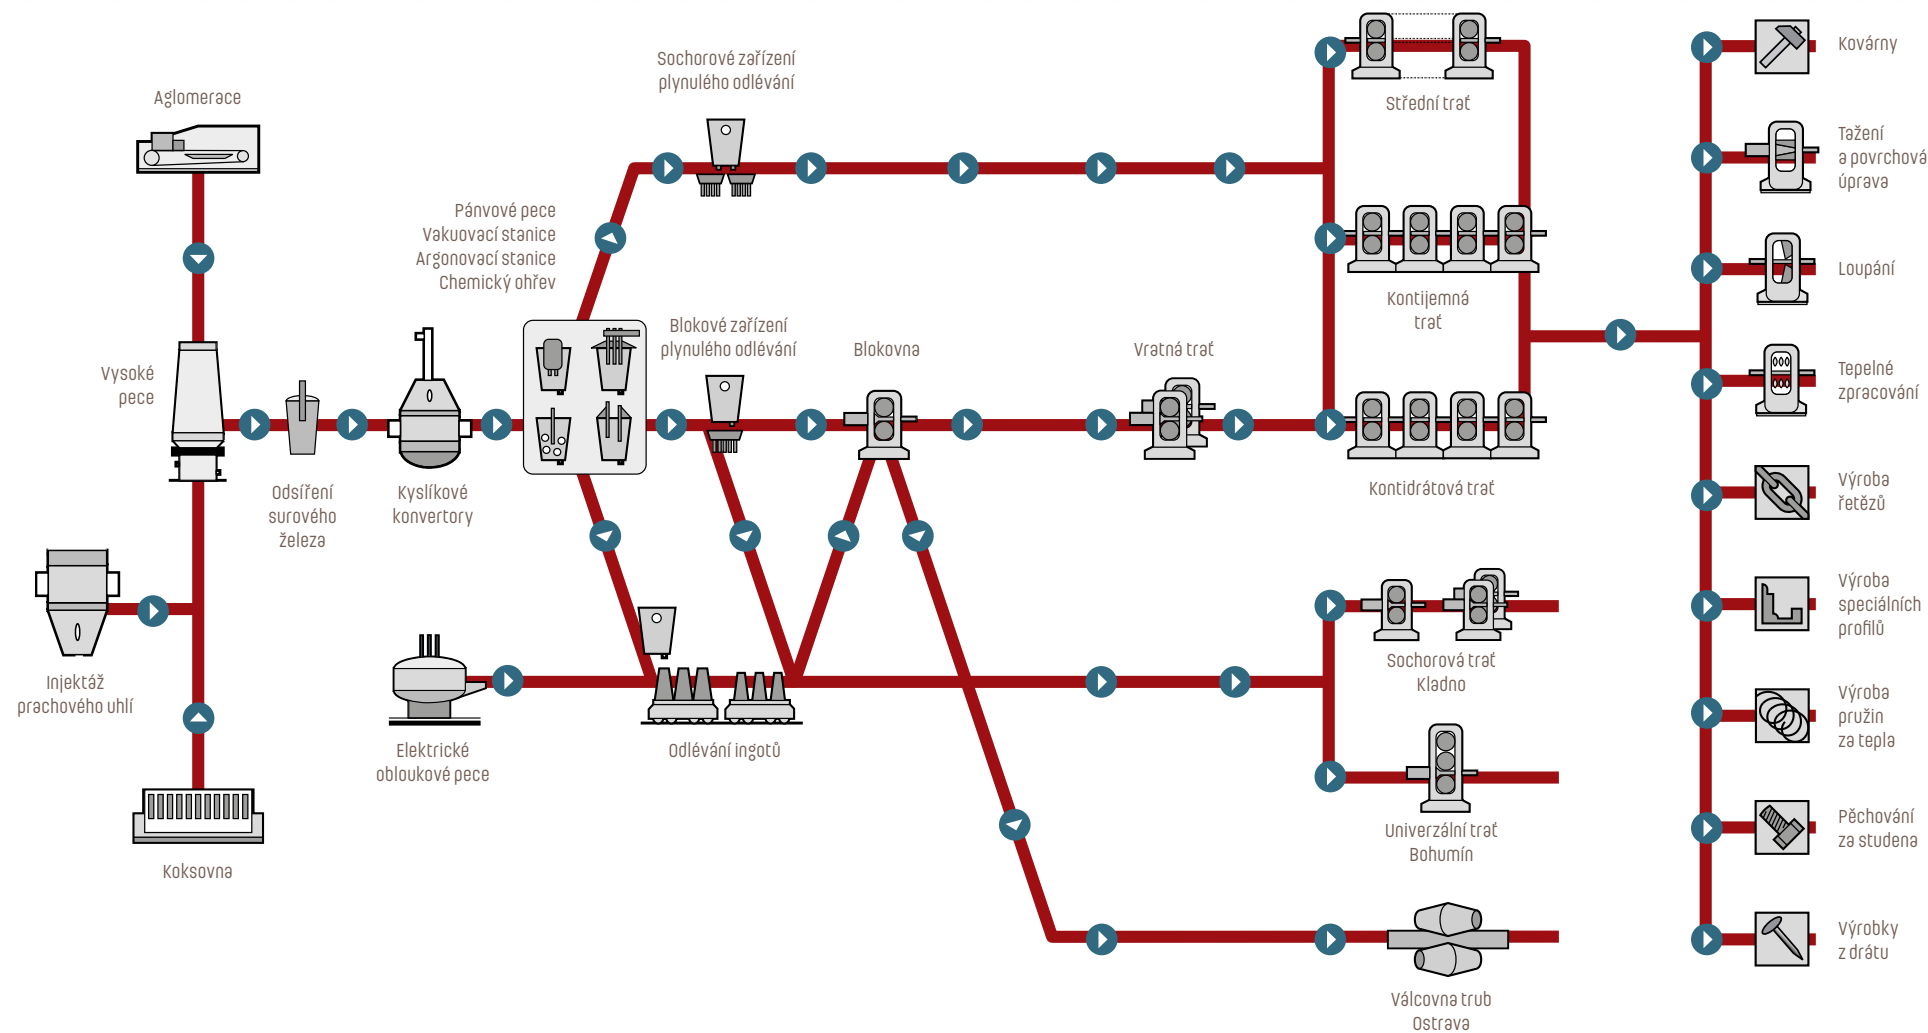 Aglomerace
Vysoké
pece
Injektáž
prachového uhlí
Koksovna
Odsíření
surového
železa
Kyslíkové
konvertory
Pánvové pece
Vakuovací stanice
Argonovací stanice
Chemický ohřev
Elektrické
obloukové pece
Sochorové zařízení
plynulého odlévání
Blokové zařízení
plynulého odlévání
Odlévání ingotů
Blokovna
Vratná trať
Střední trať
Kontijemná
trať
Kontidrátová trať
Sochorová trať
Kladno
Univerzální trať
Bohumín
Válcovna trub
Ostrava
Kovárny
Tažení
a povrchová
úprava
Loupání
Tepelné
zpracování
Výroba
řetězů
Výroba
speciálních
profilů
Výroba
pružin
za tepla
Pěchování
za studena
Výrobky
z drátu